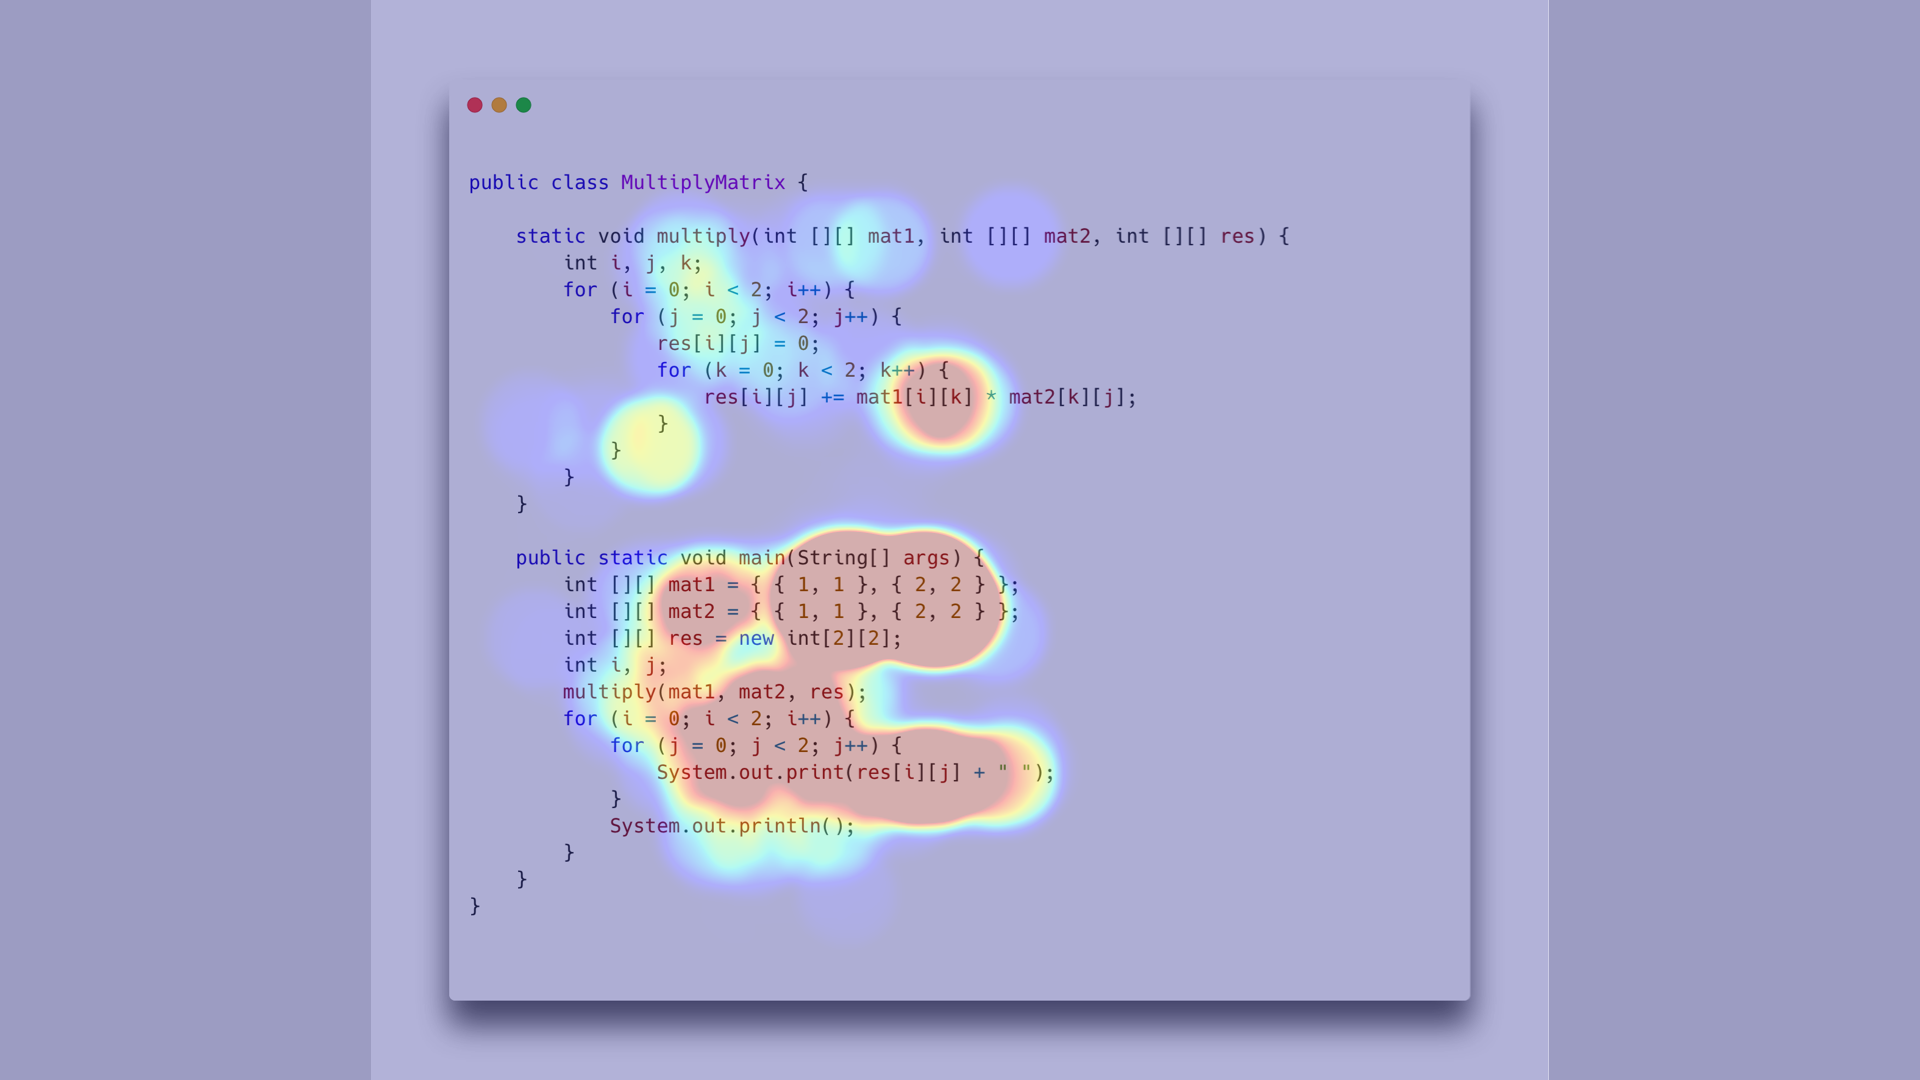 public class MultiplyMatrix {
static void multiply(int [][] mat1, int [][] mat2, int [][] res) {
int i, j, k;
for (i = 0; i < 2; i++) {
for (j = 0; j < 2; j++) {
res[i][j] = 0;
for (k = 0; k < 2; k++) {
res[i][j] += mat1[i][k] * mat2[k][j];
}
}
}
}
public static void main(String[] args) {
int [][] mat1 = { { 1, 1 }, { 2, 2 } };
int [][] mat2 = { { 1, 1 }, { 2, 2 } };
int [][] res = new int[2][2];
int i, j;
multiply(mat1, mat2, res);
for (i = 0; i < 2; i++) {
for (j = 0; j < 2; j++) {
System.out.print(res[i][j] + " ");
}
System.out.println();
}
}
}